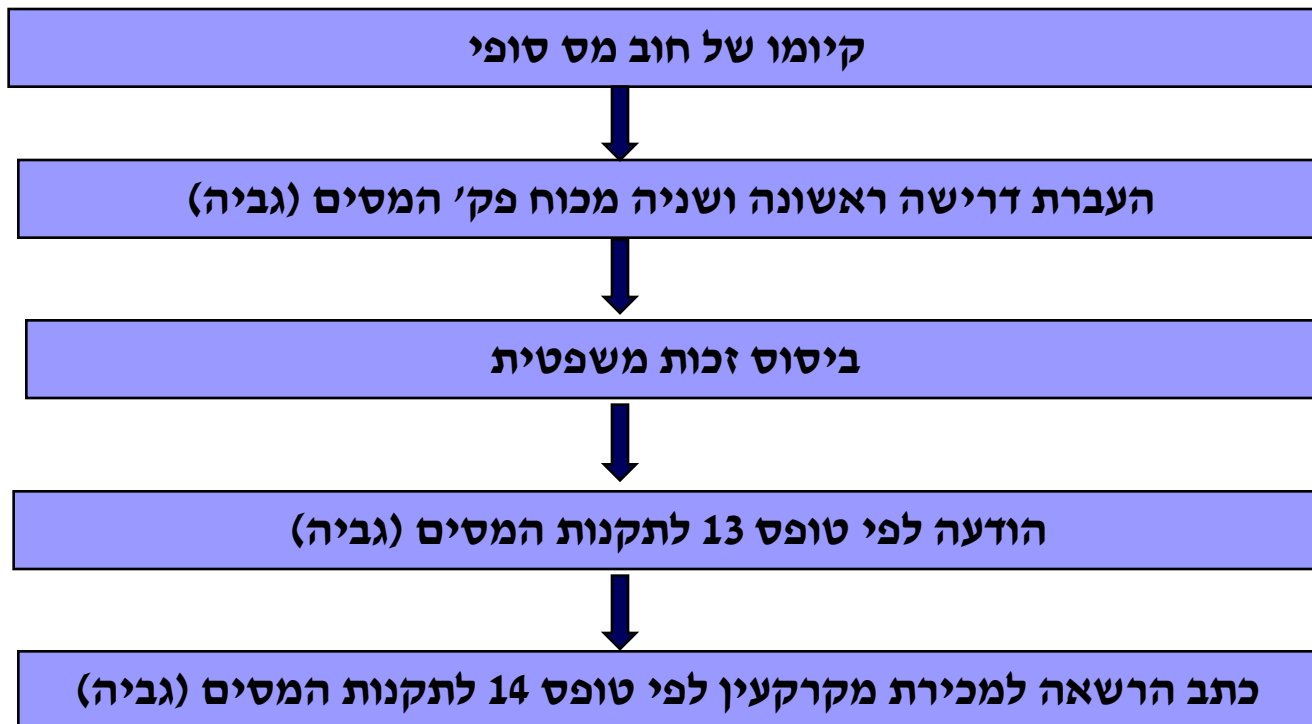 קיומו של חוב מס סופי
העברת דרישה ראשונה ושניה מכוח פק' המסים (גביה)
ביסוס זכות משפטית
הודעה לפי טופס 13 לתקנות המסים (גביה)
כתב הרשאה למכירת מקרקעין לפי טופס 14 לתקנות המסים (גביה)